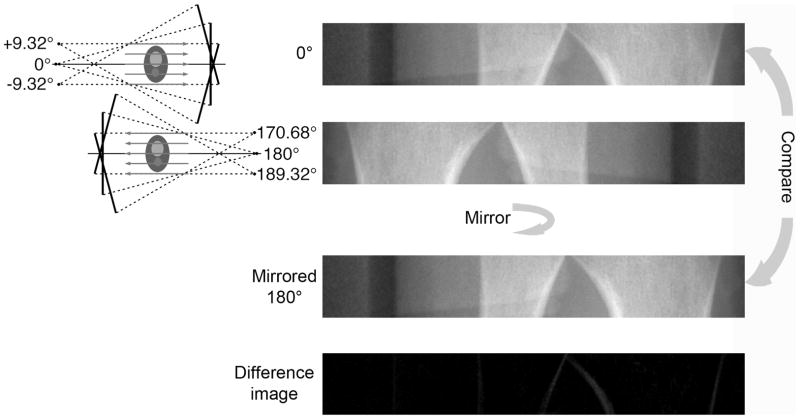 +9.32°
0°
-9.32°
0°
170.68°
180°
189.32°
Compare
Mirror
Mirrored
180°
Difference
image